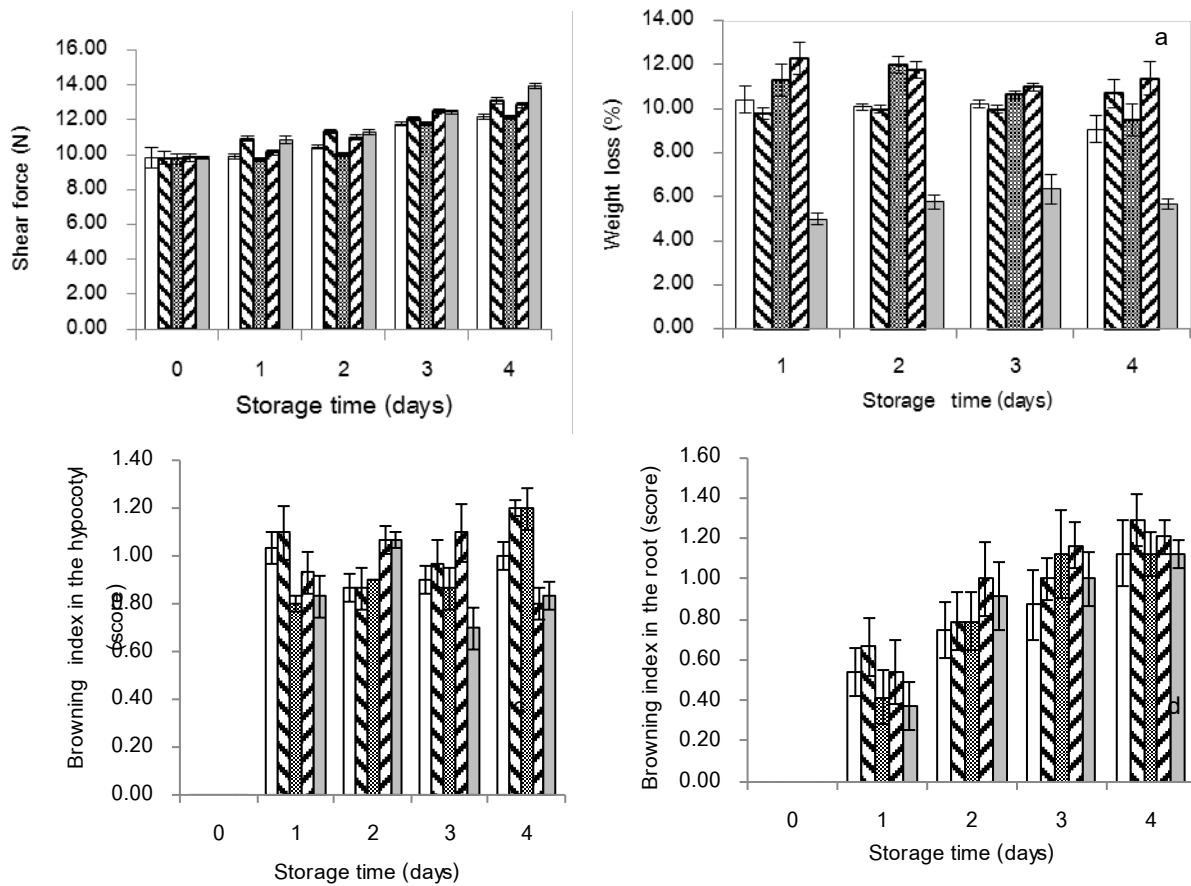 16.00
14.00
12.00
10.00
8.00
6.00
4.00
2.00
0.00
Shear force (N)
0 1 2 3 4
Storage time (days)
14.00
12.00
10.00
8.00
6.00
4.00
2.00
0.00
Weight loss (%)
a
1 2 3 4
Storage time (days)
1.40
1.20
1.00
0.80
0.60
0.40
0.20
0.00
Browning index in the hypocotyl
(score)
0 1 2 3 4
Storage time (days)
1.60
1.40
1.20
1.00
0.80
0.60
0.40
0.20
0.00
Browning index in the root (score)
d
0 1 2 3 4
Storage time (days)